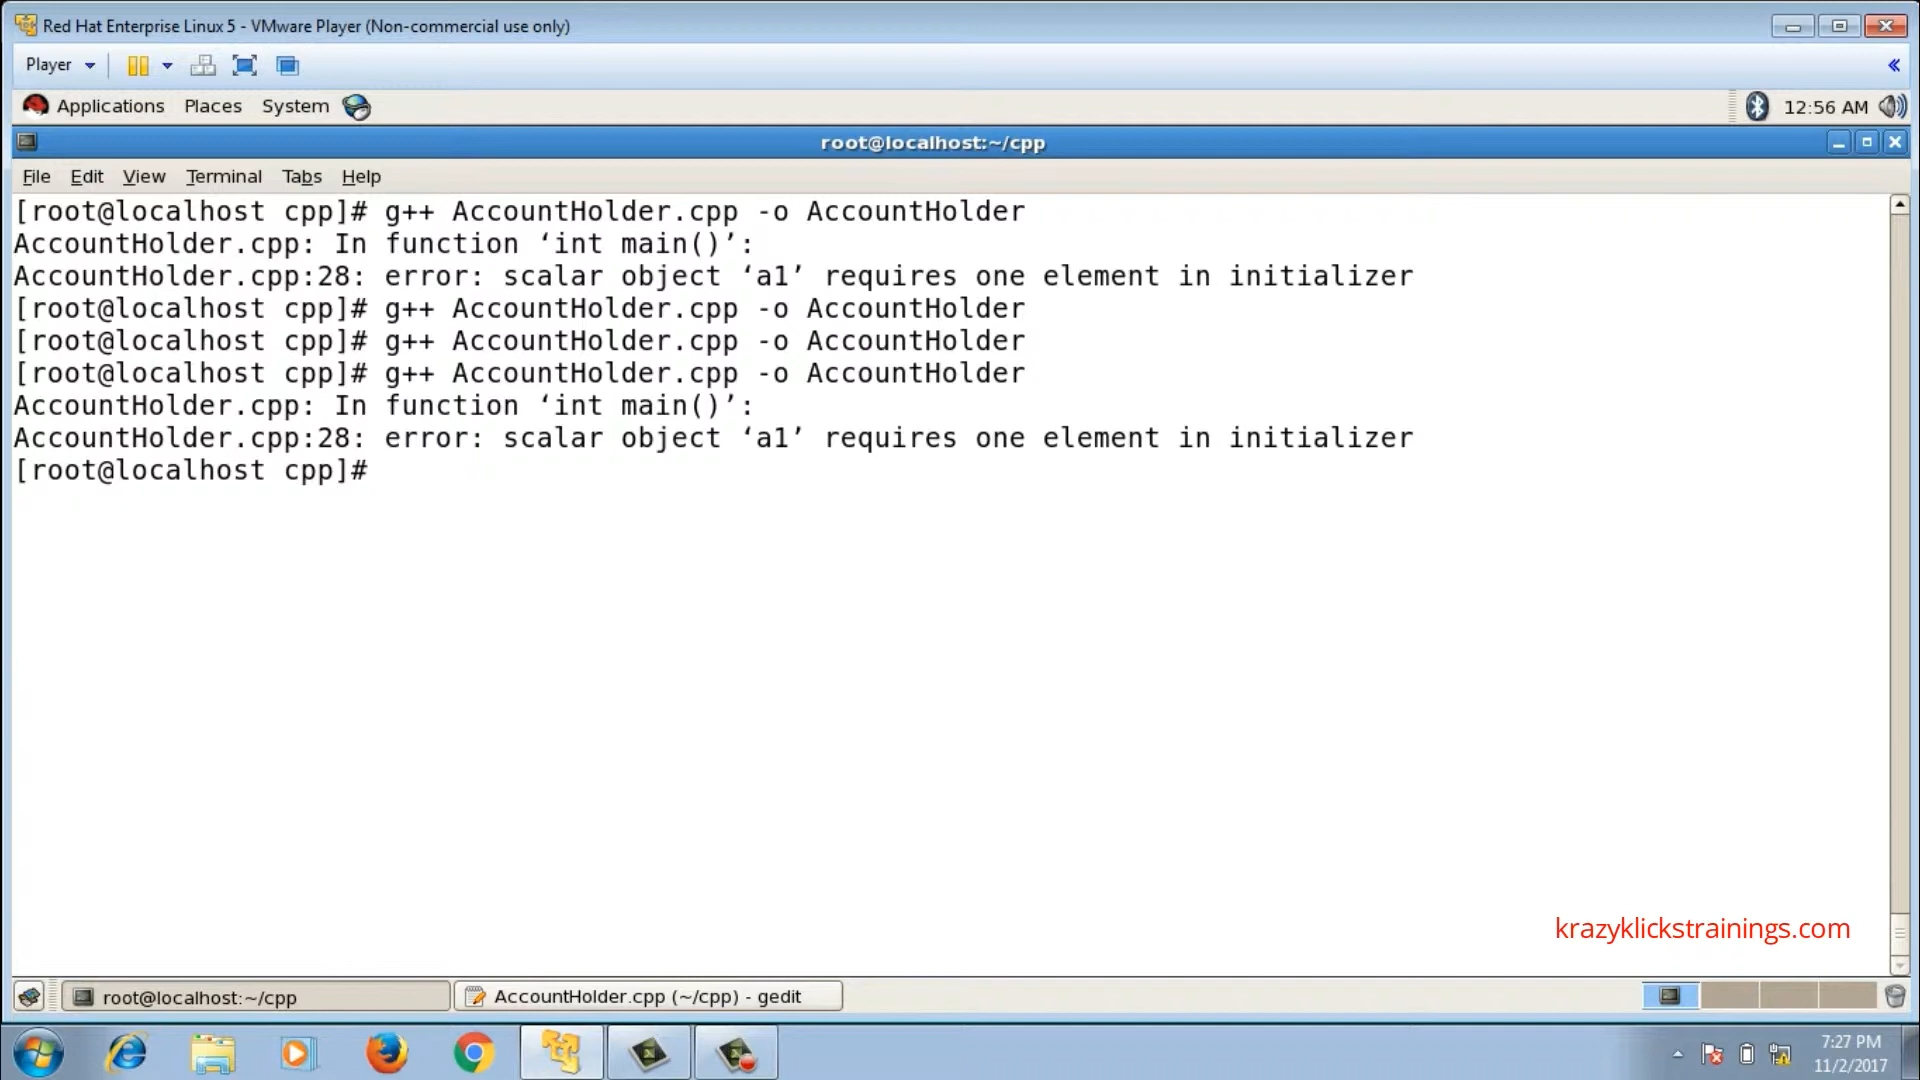 Red Hat Enterprise Linux 5 - VMware Player (Non-commercial use only)
Player
Applications Places System 12:56 AM
root@localhost:~/cpp
File Edit View Terminal Tabs Help
[root@localhost cpp]# g++ AccountHolder.cpp -o AccountHolder
AccountHolder.cpp: In function ‘int main()’:
AccountHolder.cpp:28: error: scalar object ‘a1’ requires one element in initializer
[root@localhost cpp]# g++ AccountHolder.cpp -o AccountHolder
[root@localhost cpp]# g++ AccountHolder.cpp -o AccountHolder
[root@localhost cpp]# g++ AccountHolder.cpp -o AccountHolder
AccountHolder.cpp: In function ‘int main()’:
AccountHolder.cpp:28: error: scalar object ‘a1’ requires one element in initializer
[root@localhost cpp]#
krazyklickstrainings.com
root@localhost:~/cpp AccountHolder.cpp (~/cpp) - gedit
7:27 PM
11/2/2017